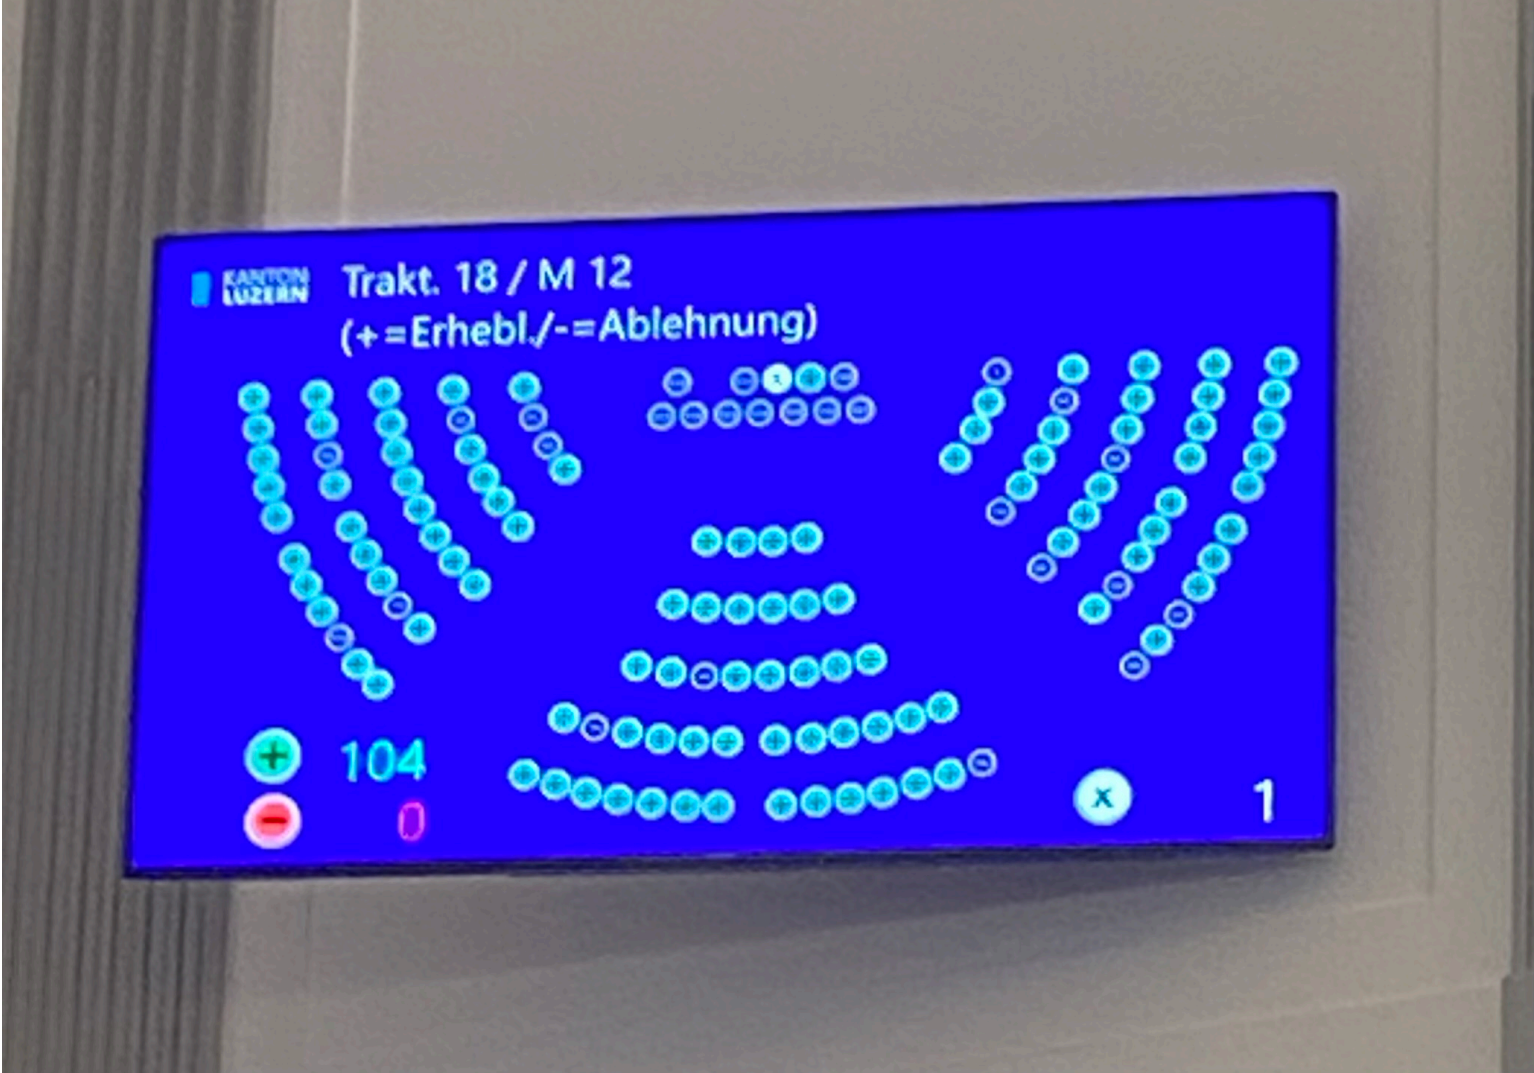 KANTON
LUZERN
Trakt. 18 / M 12
(+=Erhebl./-=Ablehnung)
+ 104
- 0
x 1